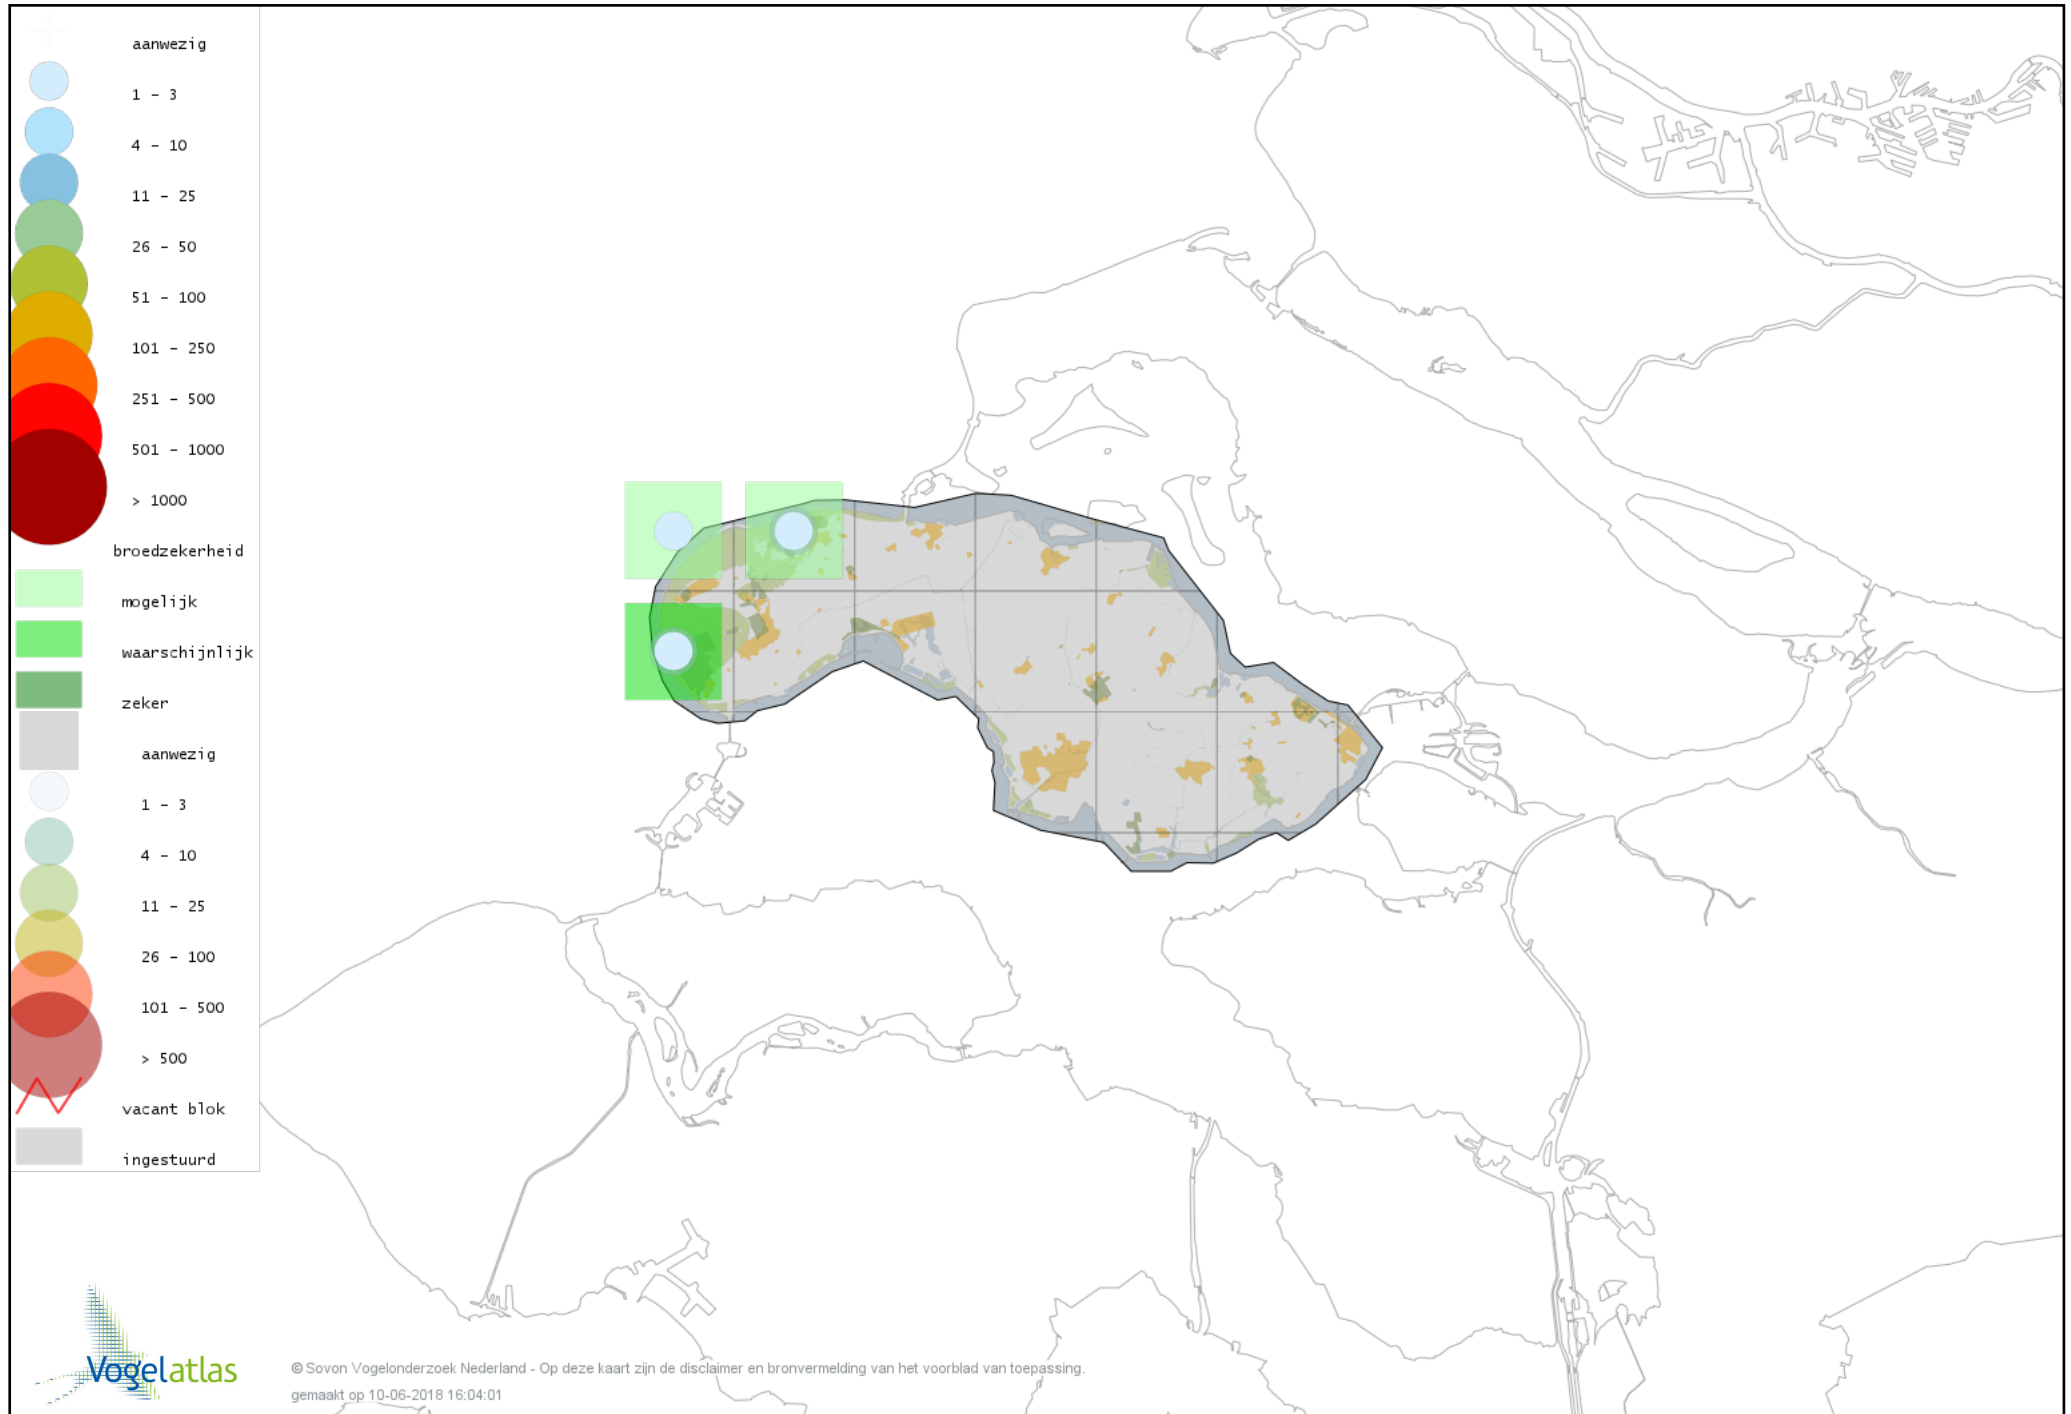 aanwezig
1 - 3
4 - 10
11 - 25
26 - 50
51 - 100
101 - 250
251 - 500
501 - 1000
> 1000
broedzekerheid
mogelijk
waarschijnlijk
zeker
aanwezig
1 - 3
4 - 10
11 - 25
26 - 100
101 - 500
> 500
vacant blok
ingestuurd
Vogelatlas
© Sovon Vogelonderzoek Nederland - Op deze kaart zijn de disclaimer en bronvermelding van het voorblad van toepassing.
gemaakt op 10-06-2018 16:04:01